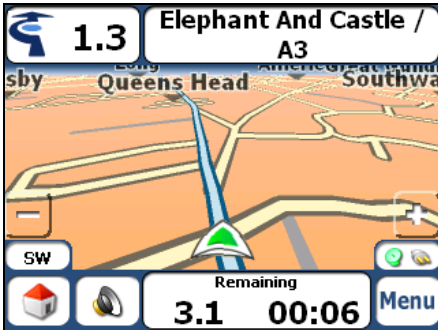 1.3
Elephant And Castle /
A3
sby
Queens Head
Southwa
SW
Remaining
3.1 00:06
Menu